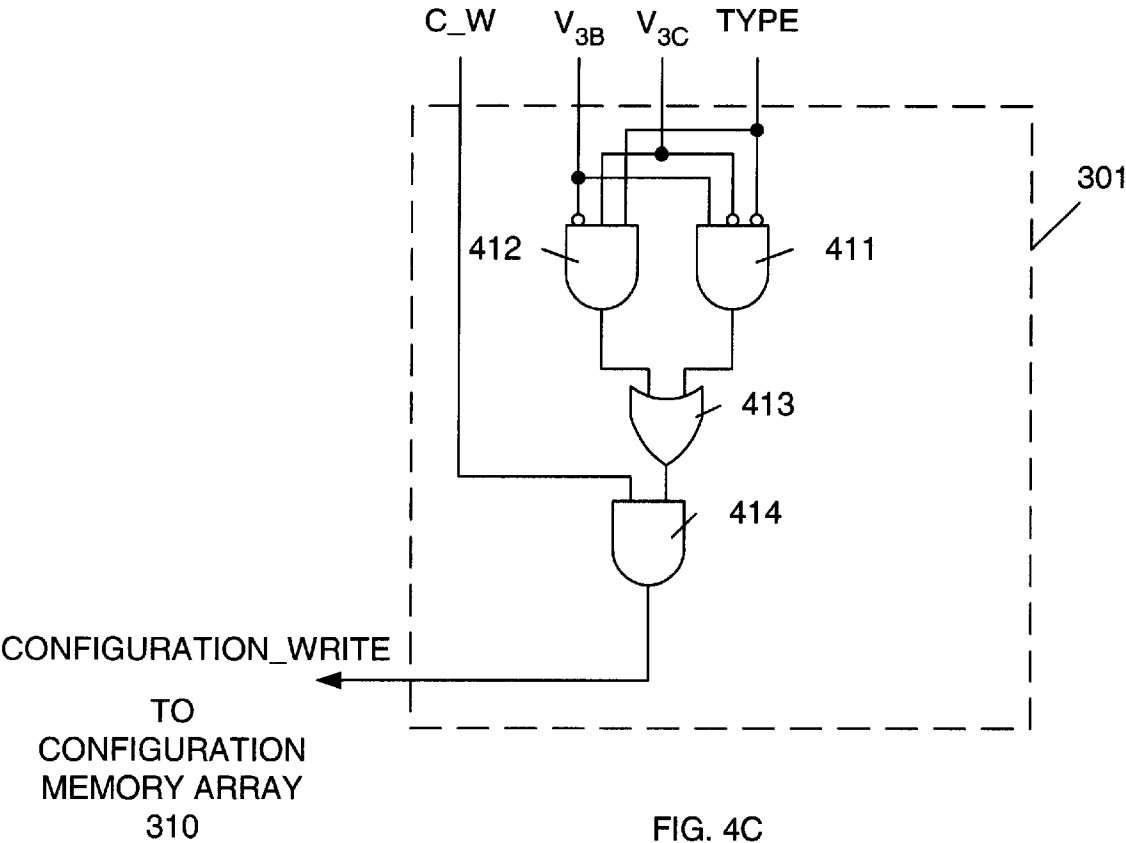 C_W V3B V3C TYPE
301
412 411
413
414
CONFIGURATION_WRITE
TO
CONFIGURATION
MEMORY ARRAY
310
FIG. 4C